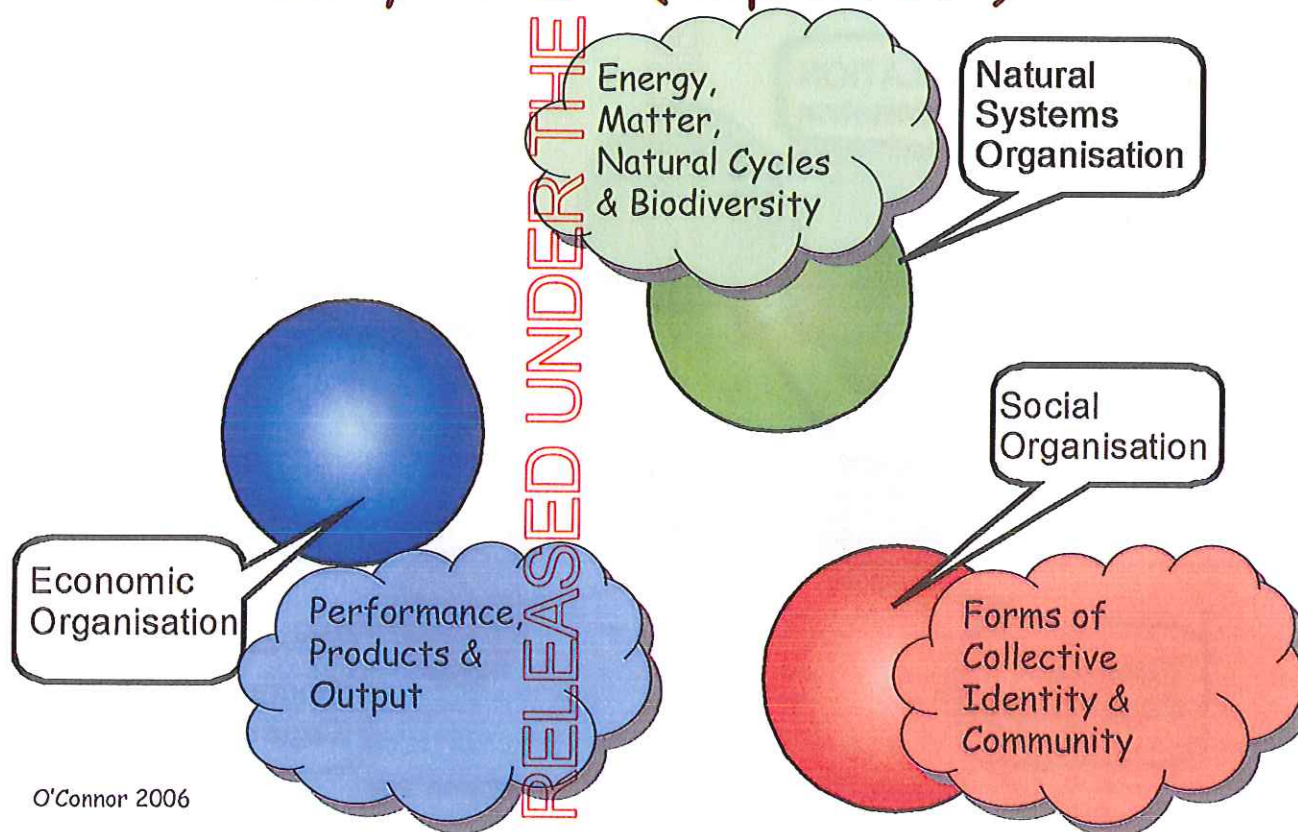 Energy,
Matter,
Natural Cycles
& Biodiversity
Natural
Systems
Organisation
Social
Organisation
Economic
Organisation
Performance,
Products &
Output
Forms of
Collective
Identity &
Community
O'Connor 2006
RELEASED UNDER THE